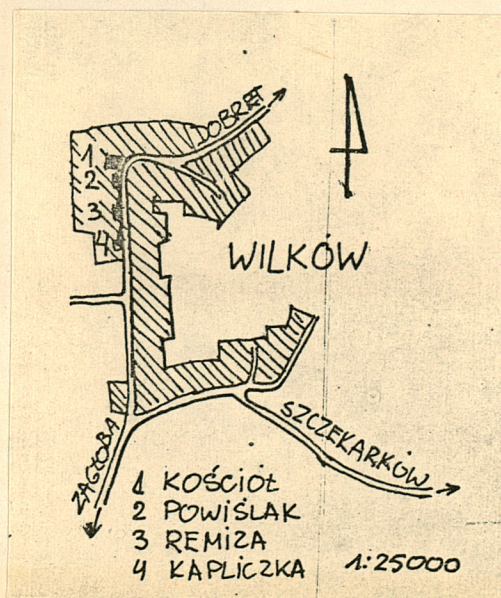 DOBRE
1
2
3
4
WILKÓW
SZCZEKARKÓW
ZAGŁOBA
1 KOŚCIÓŁ
2 POWIŚLAK
3 REMIZA
4 KAPLICZKA
1:25000